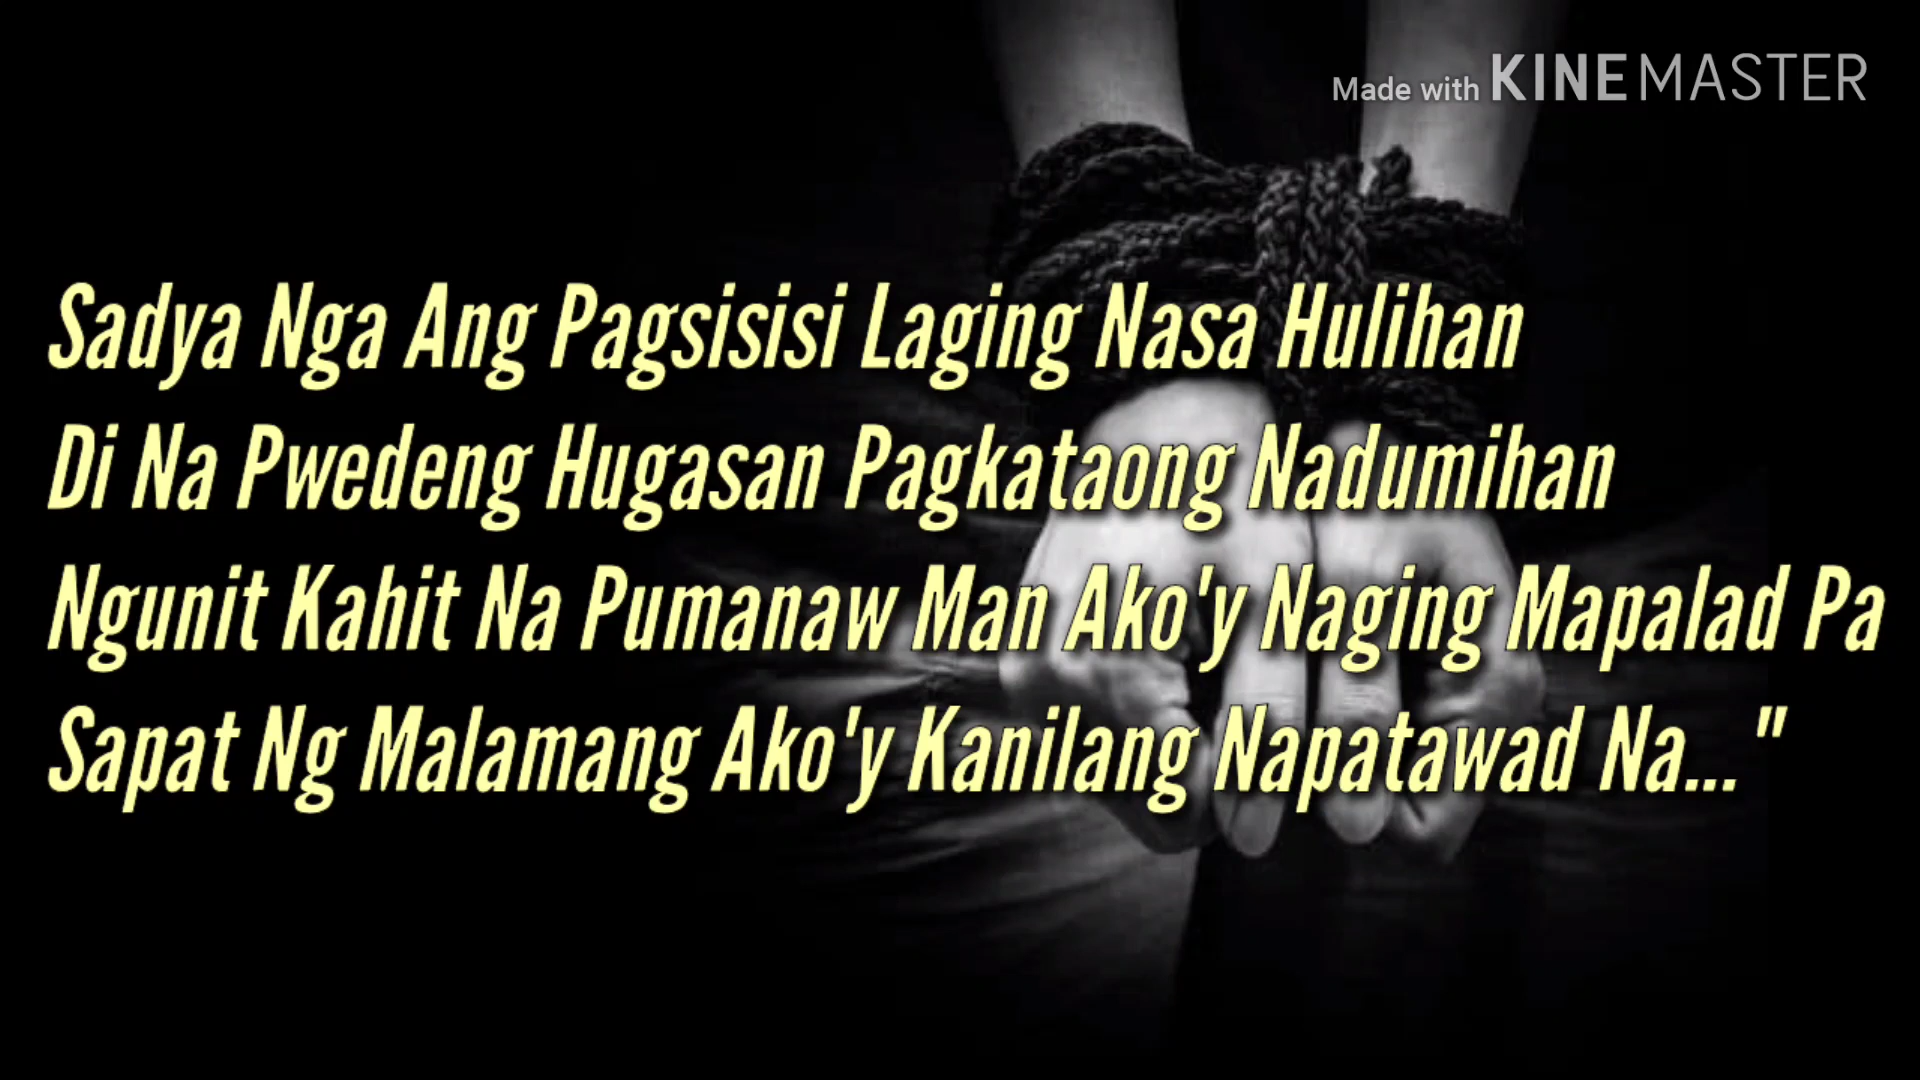 Made with KINEMASTER
Sadya Nga Ang Pagsisisi Laging Nasa Hulihan
Di Na Pwedeng Hugasan Pagkataong Nadumihan
Ngunit Kahit Na Pumanaw Man Ako'y Naging Mapalad Pa
Sapat Ng Malamang Ako'y Kanilang Napatawad Na..."